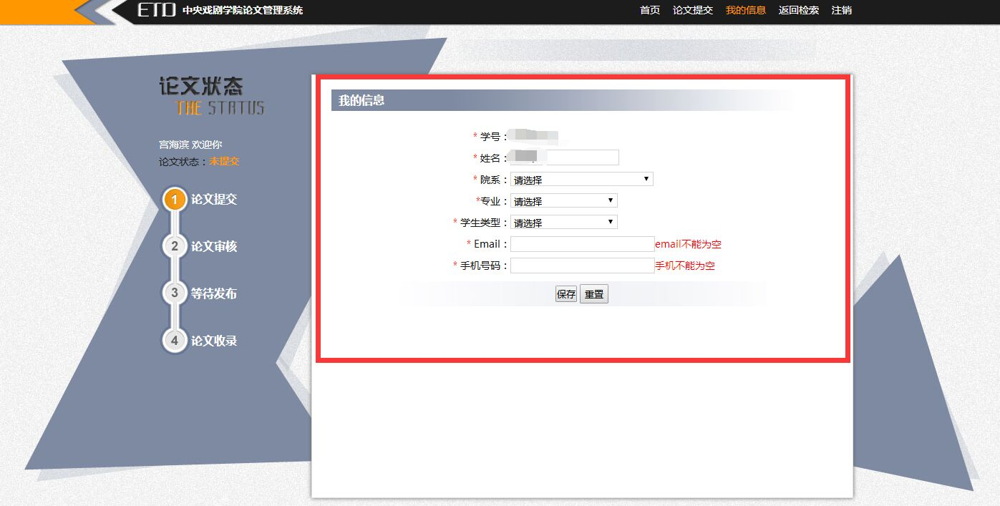 ETD 中央戏剧学院论文管理系统
首页 论文提交 我的信息 返回检索 注销
论文状态
THE STATUS
宫海滨 欢迎你
论文状态：未提交
1 论文提交
2 论文审核
3 等待发布
4 论文收录
我的信息
* 学号：
* 姓名：
* 院系： 请选择
*专业： 请选择
* 学生类型： 请选择
* Email： email不能为空
* 手机号码： 手机不能为空
保存 重置